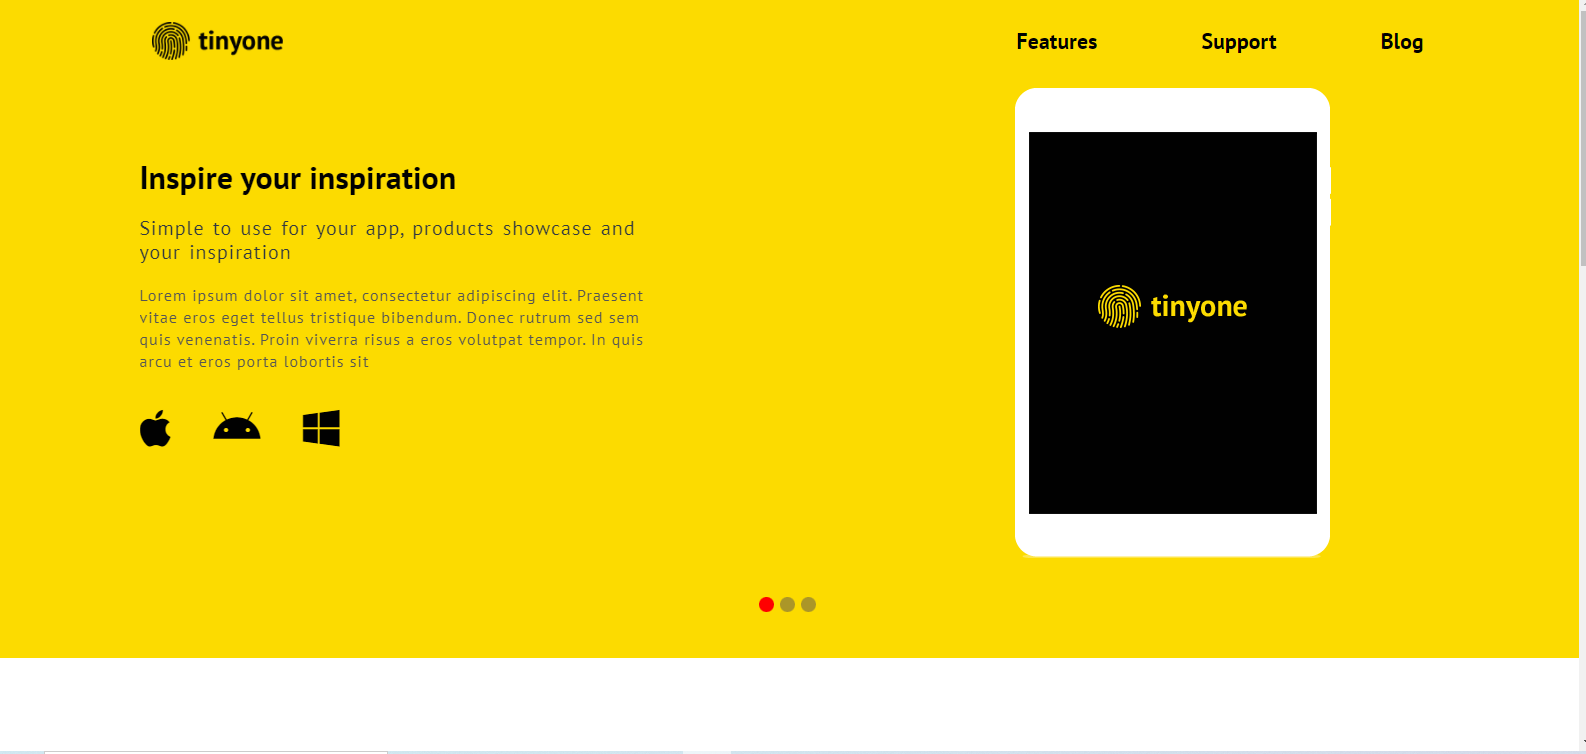 tinyone
Features
Support
Blog
Inspire your inspiration
Simple to use for your app, products showcase and
your inspiration
Lorem ipsum dolor sit amet, consectetur adipiscing elit. Praesent
vitae eros eget tellus tristique bibendum. Donec rutrum sed sem
quis venenatis. Proin viverra risus a eros volutpat tempor. In quis
arcu et eros porta lobortis sit
tinyone